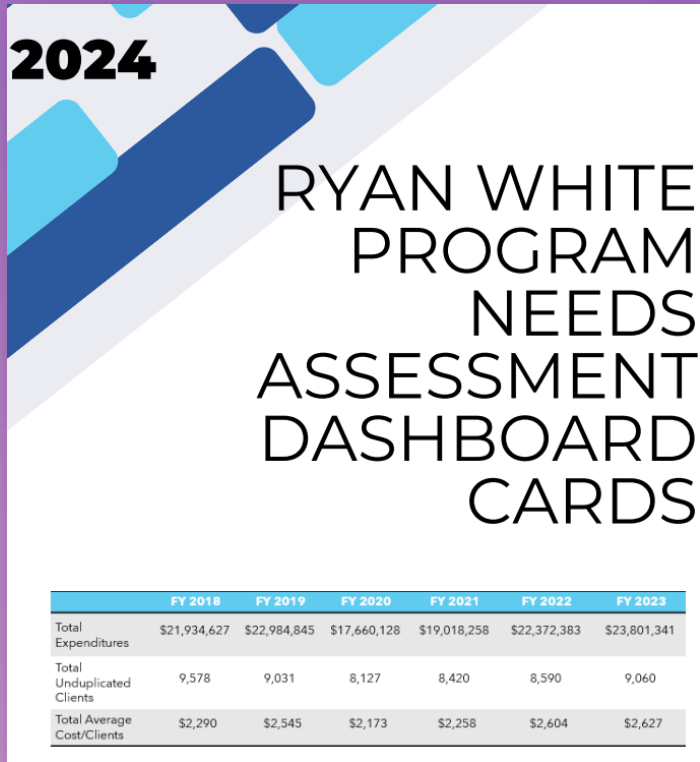 2024
RYAN WHITE
PROGRAM
NEEDS
ASSESSMENT
DASHBOARD
CARDS
FY 2018 FY 2019 FY 2020 FY 2021 FY 2022 FY 2023
Total
Expenditures $21,934,627 $22,984,845 $17,660,128 $19,018,258 $22,372,383 $23,801,341
Total
Unduplicated
Clients 9,578 9,031 8,127 8,420 8,590 9,060
Total Average
Cost/Clients $2,290 $2,545 $2,173 $2,258 $2,604 $2,627